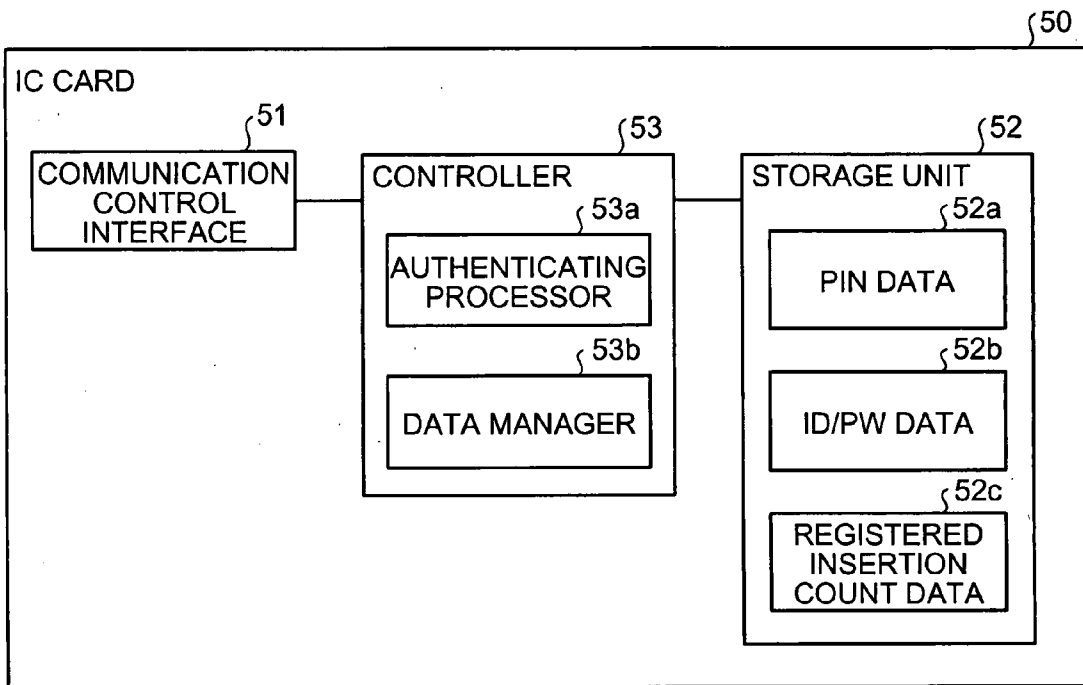 50
IC CARD
51
COMMUNICATION
CONTROL
INTERFACE
53
CONTROLLER
53a
AUTHENTICATING
PROCESSOR
53b
DATA MANAGER
52
STORAGE UNIT
52a
PIN DATA
52b
ID/PW DATA
52c
REGISTERED
INSERTION
COUNT DATA